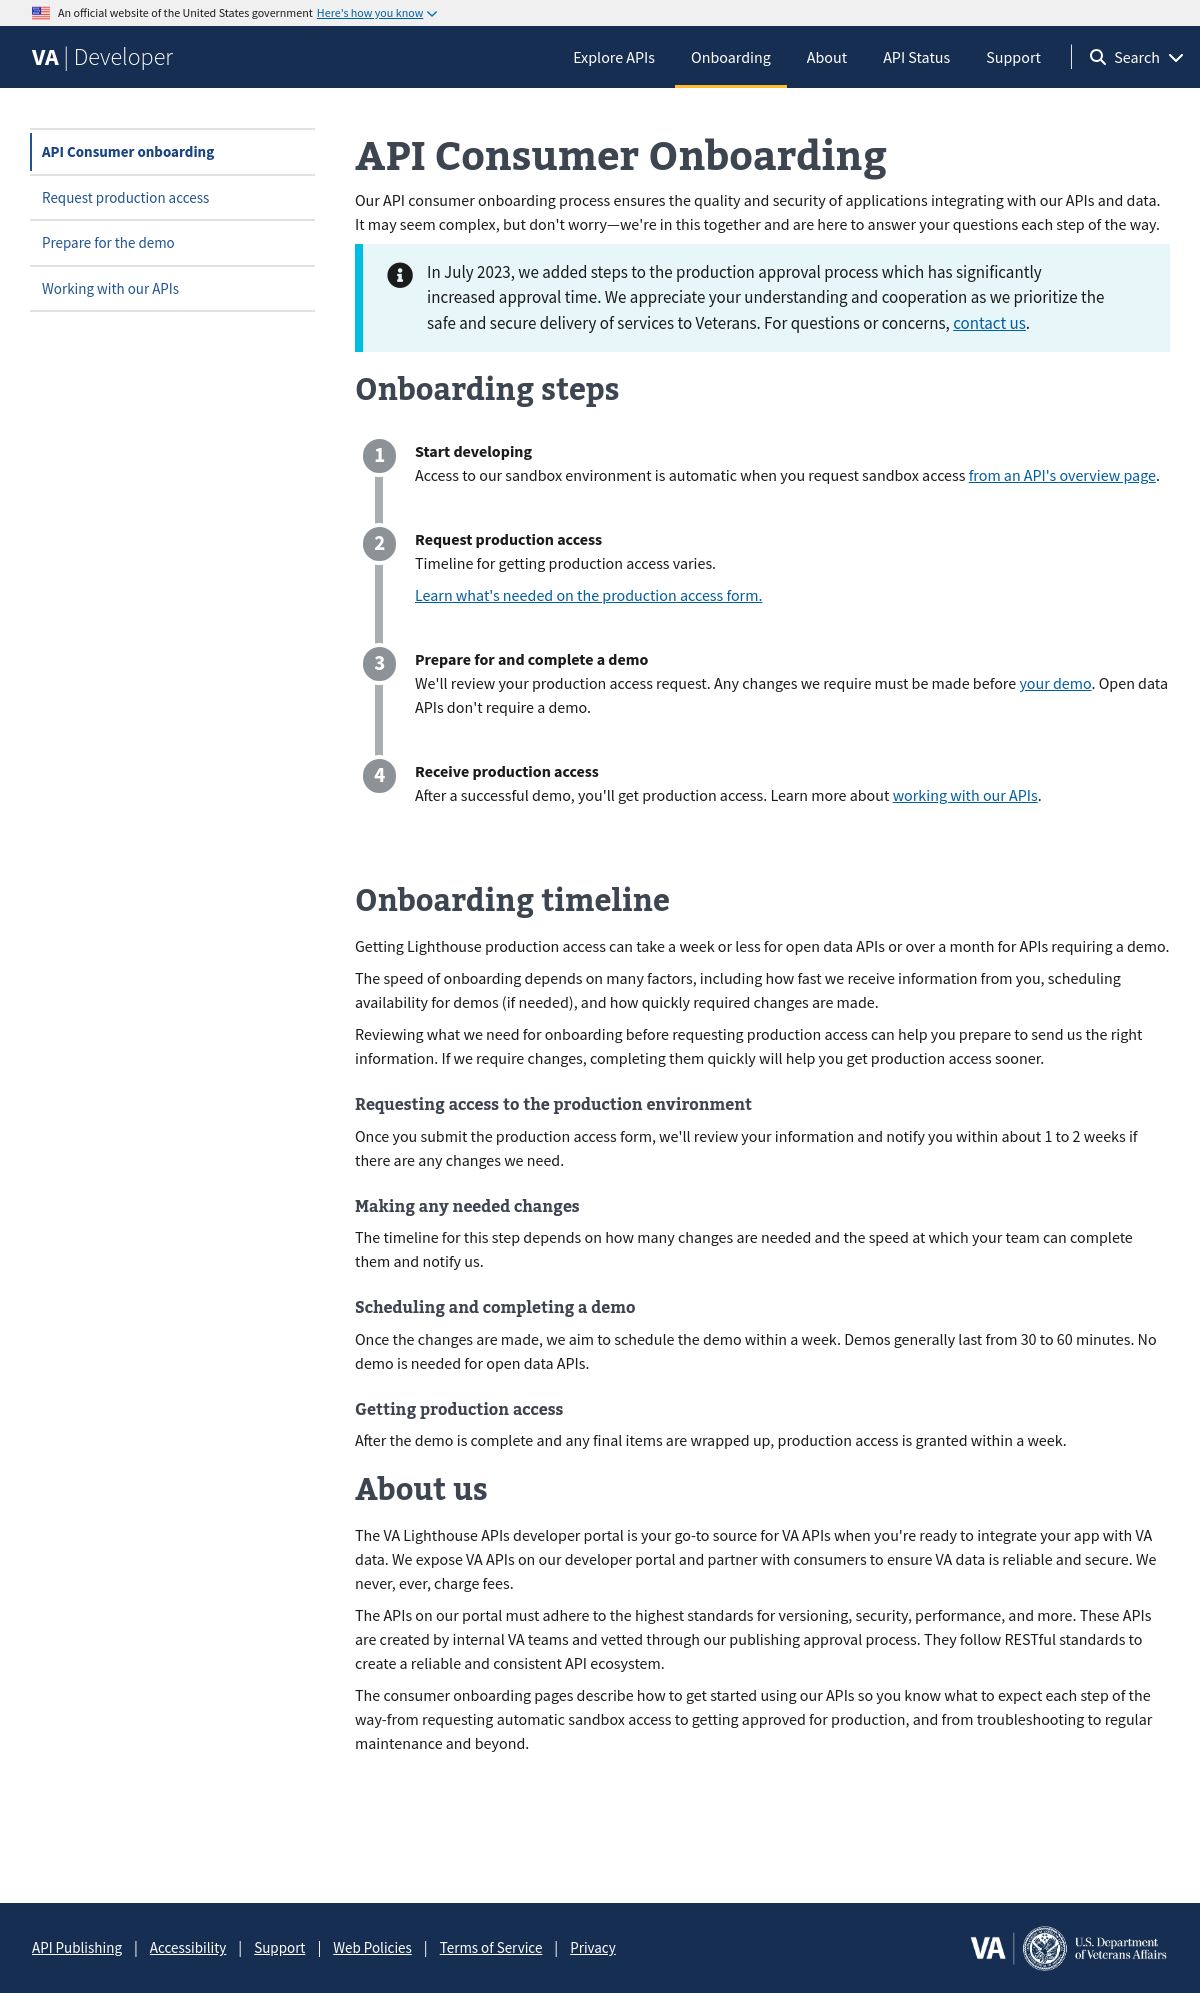 An official website of the United States government Here's how you know
VA | Developer
Explore APIs
Onboarding
About
API Status
Support
Search
API Consumer onboarding
Request production access
Prepare for the demo
Working with our APIs
API Consumer Onboarding
Our API consumer onboarding process ensures the quality and security of applications integrating with our APIs and data.
It may seem complex, but don't worry—we're in this together and are here to answer your questions each step of the way.
In July 2023, we added steps to the production approval process which has significantly
increased approval time. We appreciate your understanding and cooperation as we prioritize the
safe and secure delivery of services to Veterans. For questions or concerns, contact us.
Onboarding steps
1
Start developing
Access to our sandbox environment is automatic when you request sandbox access from an API's overview page.
2
Request production access
Timeline for getting production access varies.
Learn what's needed on the production access form.
3
Prepare for and complete a demo
We'll review your production access request. Any changes we require must be made before your demo. Open data
APIs don't require a demo.
4
Receive production access
After a successful demo, you'll get production access. Learn more about working with our APIs.
Onboarding timeline
Getting Lighthouse production access can take a week or less for open data APIs or over a month for APIs requiring a demo.
The speed of onboarding depends on many factors, including how fast we receive information from you, scheduling
availability for demos (if needed), and how quickly required changes are made.
Reviewing what we need for onboarding before requesting production access can help you prepare to send us the right
information. If we require changes, completing them quickly will help you get production access sooner.
Requesting access to the production environment
Once you submit the production access form, we'll review your information and notify you within about 1 to 2 weeks if
there are any changes we need.
Making any needed changes
The timeline for this step depends on how many changes are needed and the speed at which your team can complete
them and notify us.
Scheduling and completing a demo
Once the changes are made, we aim to schedule the demo within a week. Demos generally last from 30 to 60 minutes. No
demo is needed for open data APIs.
Getting production access
After the demo is complete and any final items are wrapped up, production access is granted within a week.
About us
The VA Lighthouse APIs developer portal is your go-to source for VA APIs when you're ready to integrate your app with VA
data. We expose VA APIs on our developer portal and partner with consumers to ensure VA data is reliable and secure. We
never, ever, charge fees.
The APIs on our portal must adhere to the highest standards for versioning, security, performance, and more. These APIs
are created by internal VA teams and vetted through our publishing approval process. They follow RESTful standards to
create a reliable and consistent API ecosystem.
The consumer onboarding pages describe how to get started using our APIs so you know what to expect each step of the
way-from requesting automatic sandbox access to getting approved for production, and from troubleshooting to regular
maintenance and beyond.
API Publishing | Accessibility | Support | Web Policies | Terms of Service | Privacy
VA
U.S. Department
of Veterans Affairs